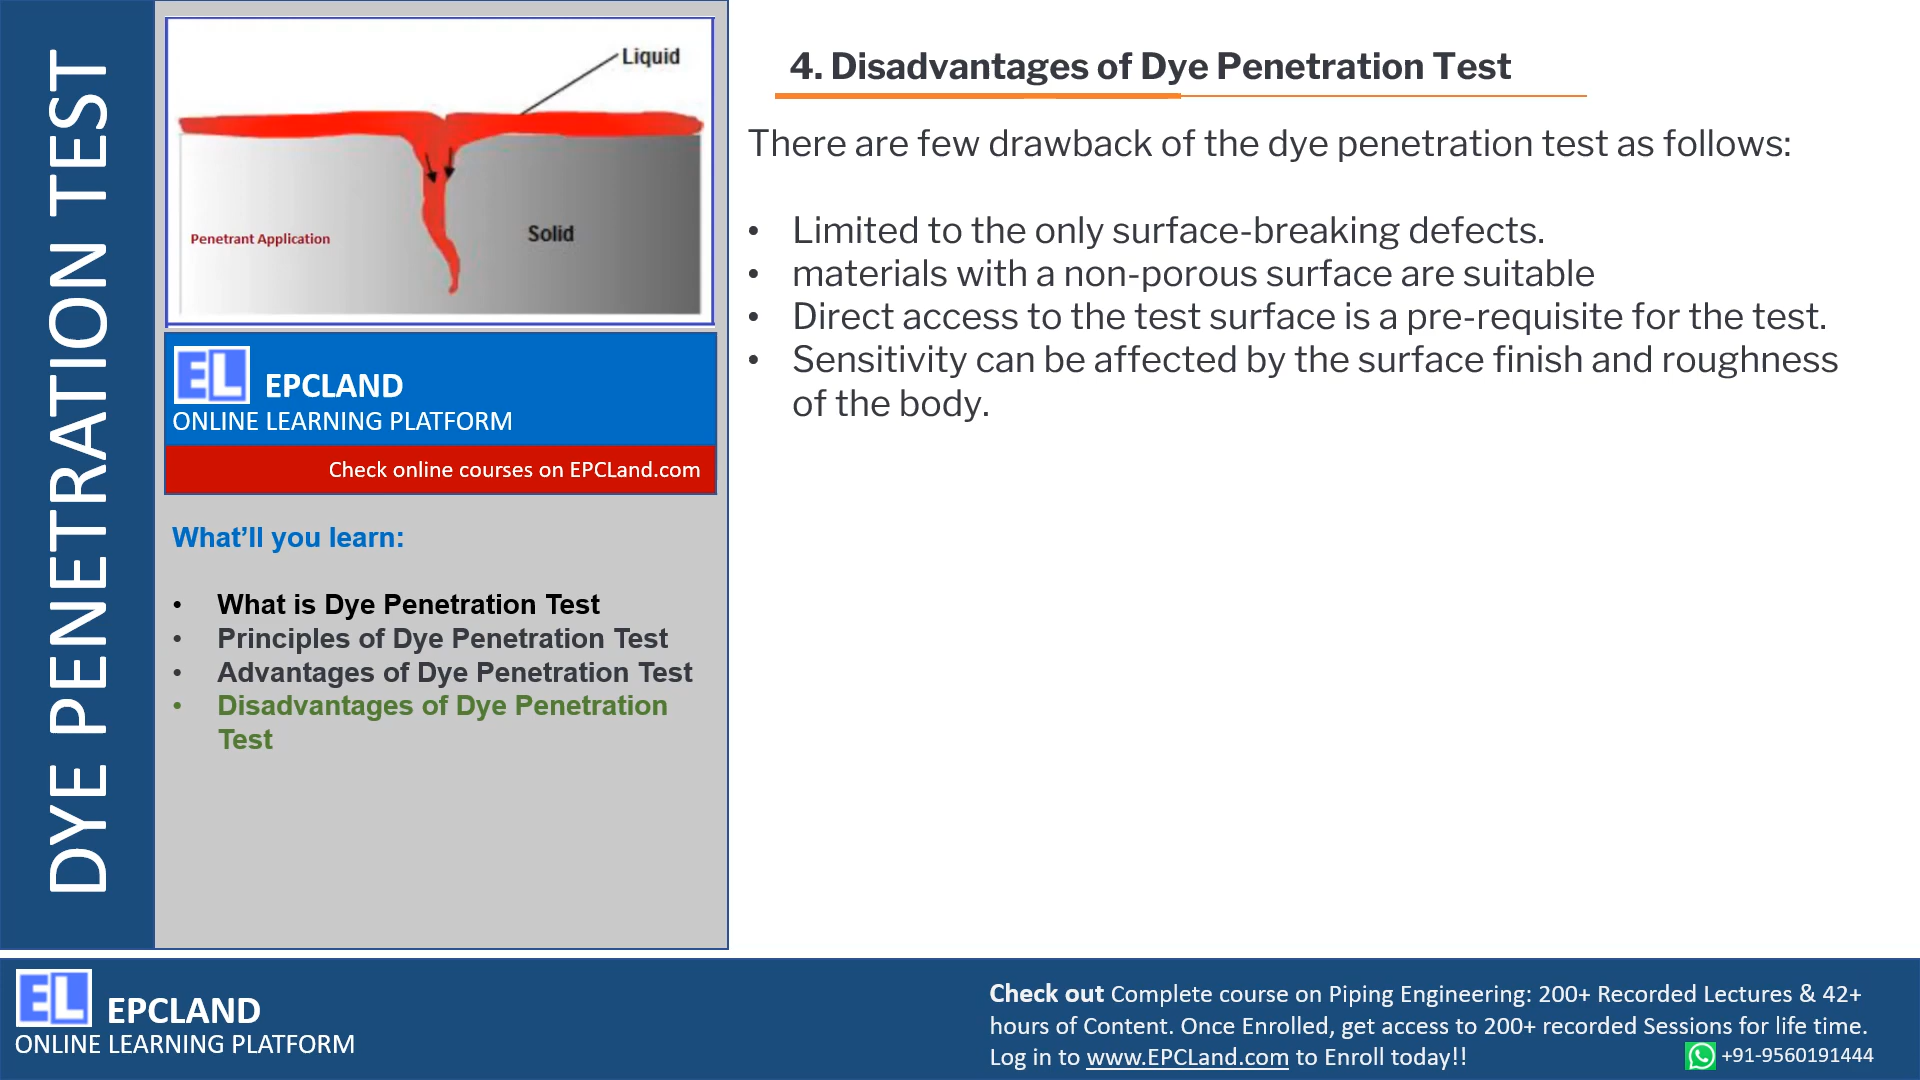 DYE PENETRATION TEST
Liquid
Penetrant Application
Solid
EL EPCLAND
ONLINE LEARNING PLATFORM
Check online courses on EPCLand.com
What’ll you learn:
• What is Dye Penetration Test
• Principles of Dye Penetration Test
• Advantages of Dye Penetration Test
• Disadvantages of Dye Penetration
Test
4. Disadvantages of Dye Penetration Test
There are few drawback of the dye penetration test as follows:
• Limited to the only surface-breaking defects.
• materials with a non-porous surface are suitable
• Direct access to the test surface is a pre-requisite for the test.
• Sensitivity can be affected by the surface finish and roughness
of the body.
EL EPCLAND
ONLINE LEARNING PLATFORM
Check out Complete course on Piping Engineering: 200+ Recorded Lectures & 42+
hours of Content. Once Enrolled, get access to 200+ recorded Sessions for life time.
Log in to www.EPCLand.com to Enroll today!!
+91-9560191444